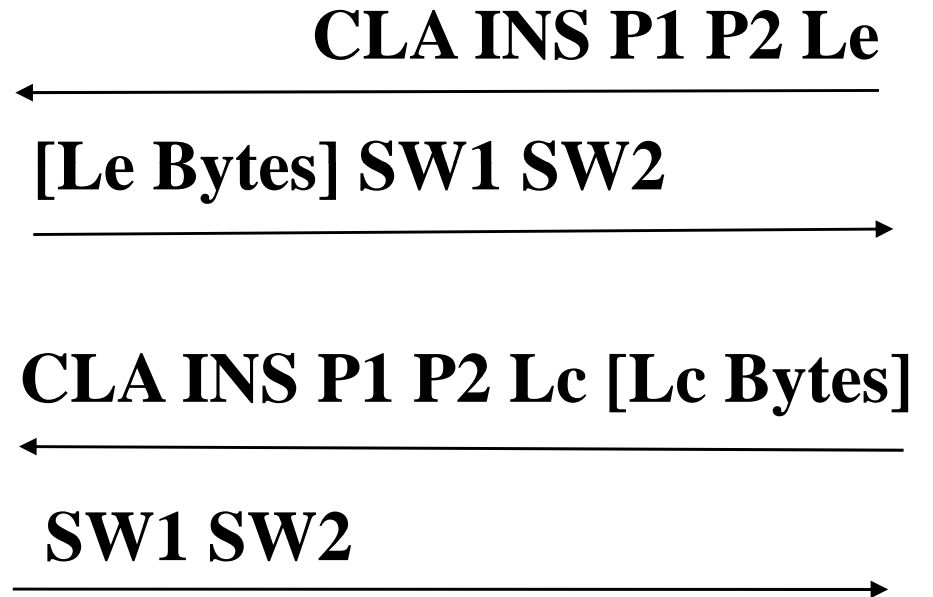 CLA INS P1 P2 Le
[Le Bytes] SW1 SW2
CLA INS P1 P2 Lc [Lc Bytes]
SW1 SW2